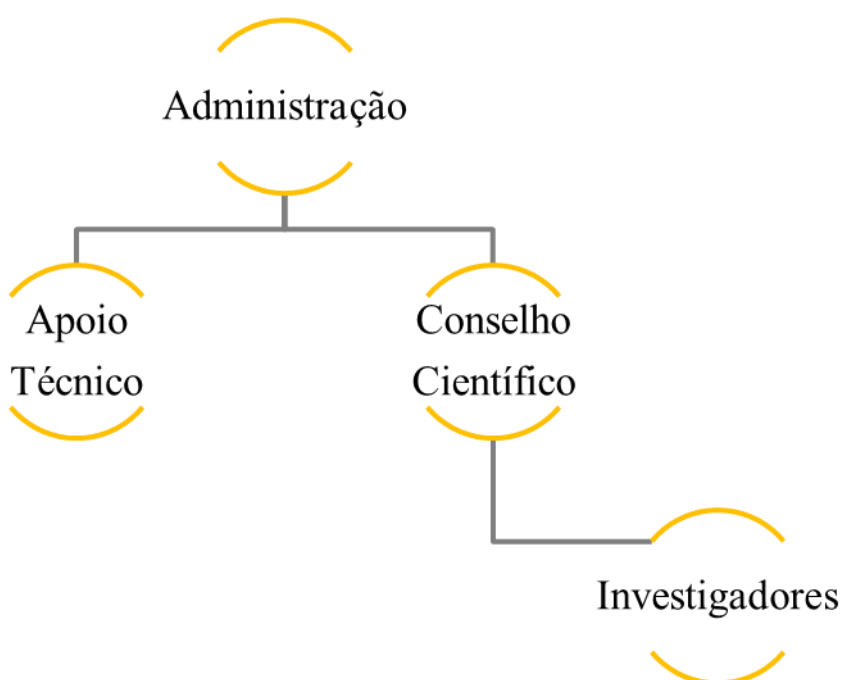 Administração
Apoio
Técnico
Conselho
Científico
Investigadores